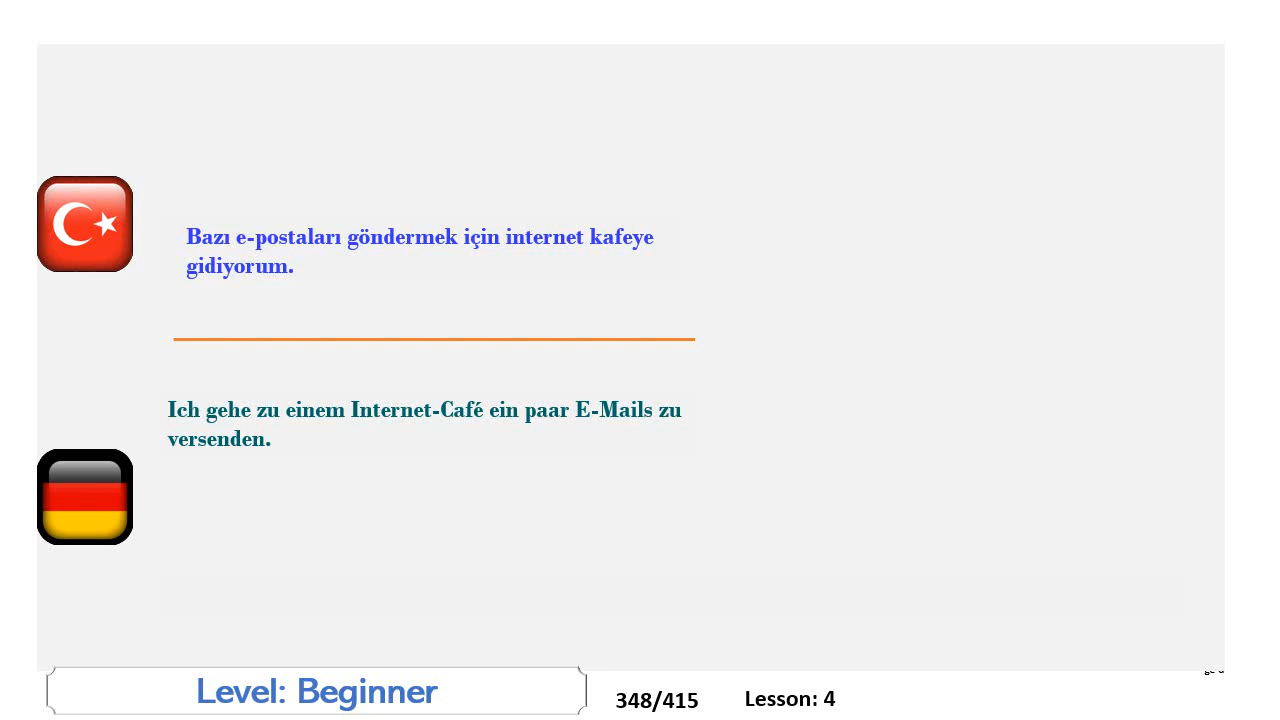 Bazı e-postaları göndermek için internet kafeye
gidiyorum.
Ich gehe zu einem Internet-Café ein paar E-Mails zu
versenden.
Level: Beginner
348/415
Lesson: 4